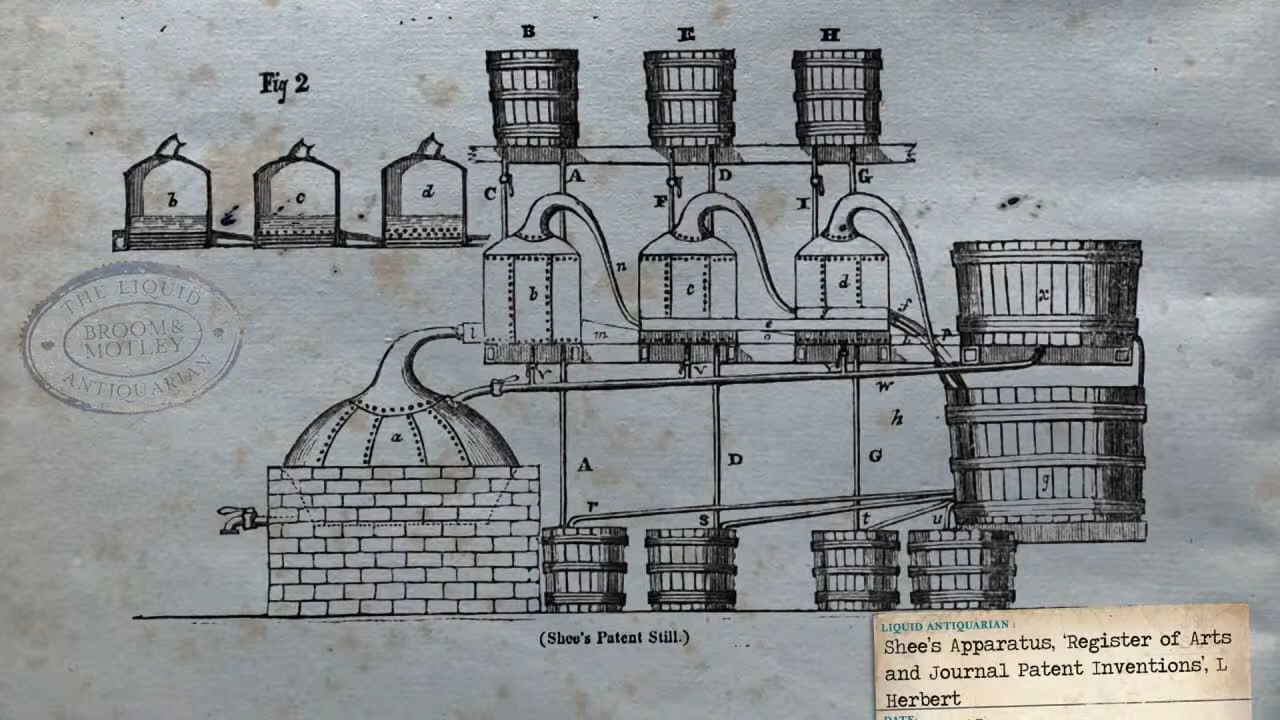 B
E
H
Fig 2
b
c
d
C
A
F
D
I
G
n
b
c
d
f
x
l
m
e
o
p
v
v
v
w
h
a
A
D
G
g
r
s
t
u
THE LIQUID
BROOM &
MOTLEY
ANTIQUARIAN
(Shee's Patent Still.)
LIQUID ANTIQUARIAN :
Shee's Apparatus, 'Register of Arts
and Journal Patent Inventions', L
Herbert
DATE: